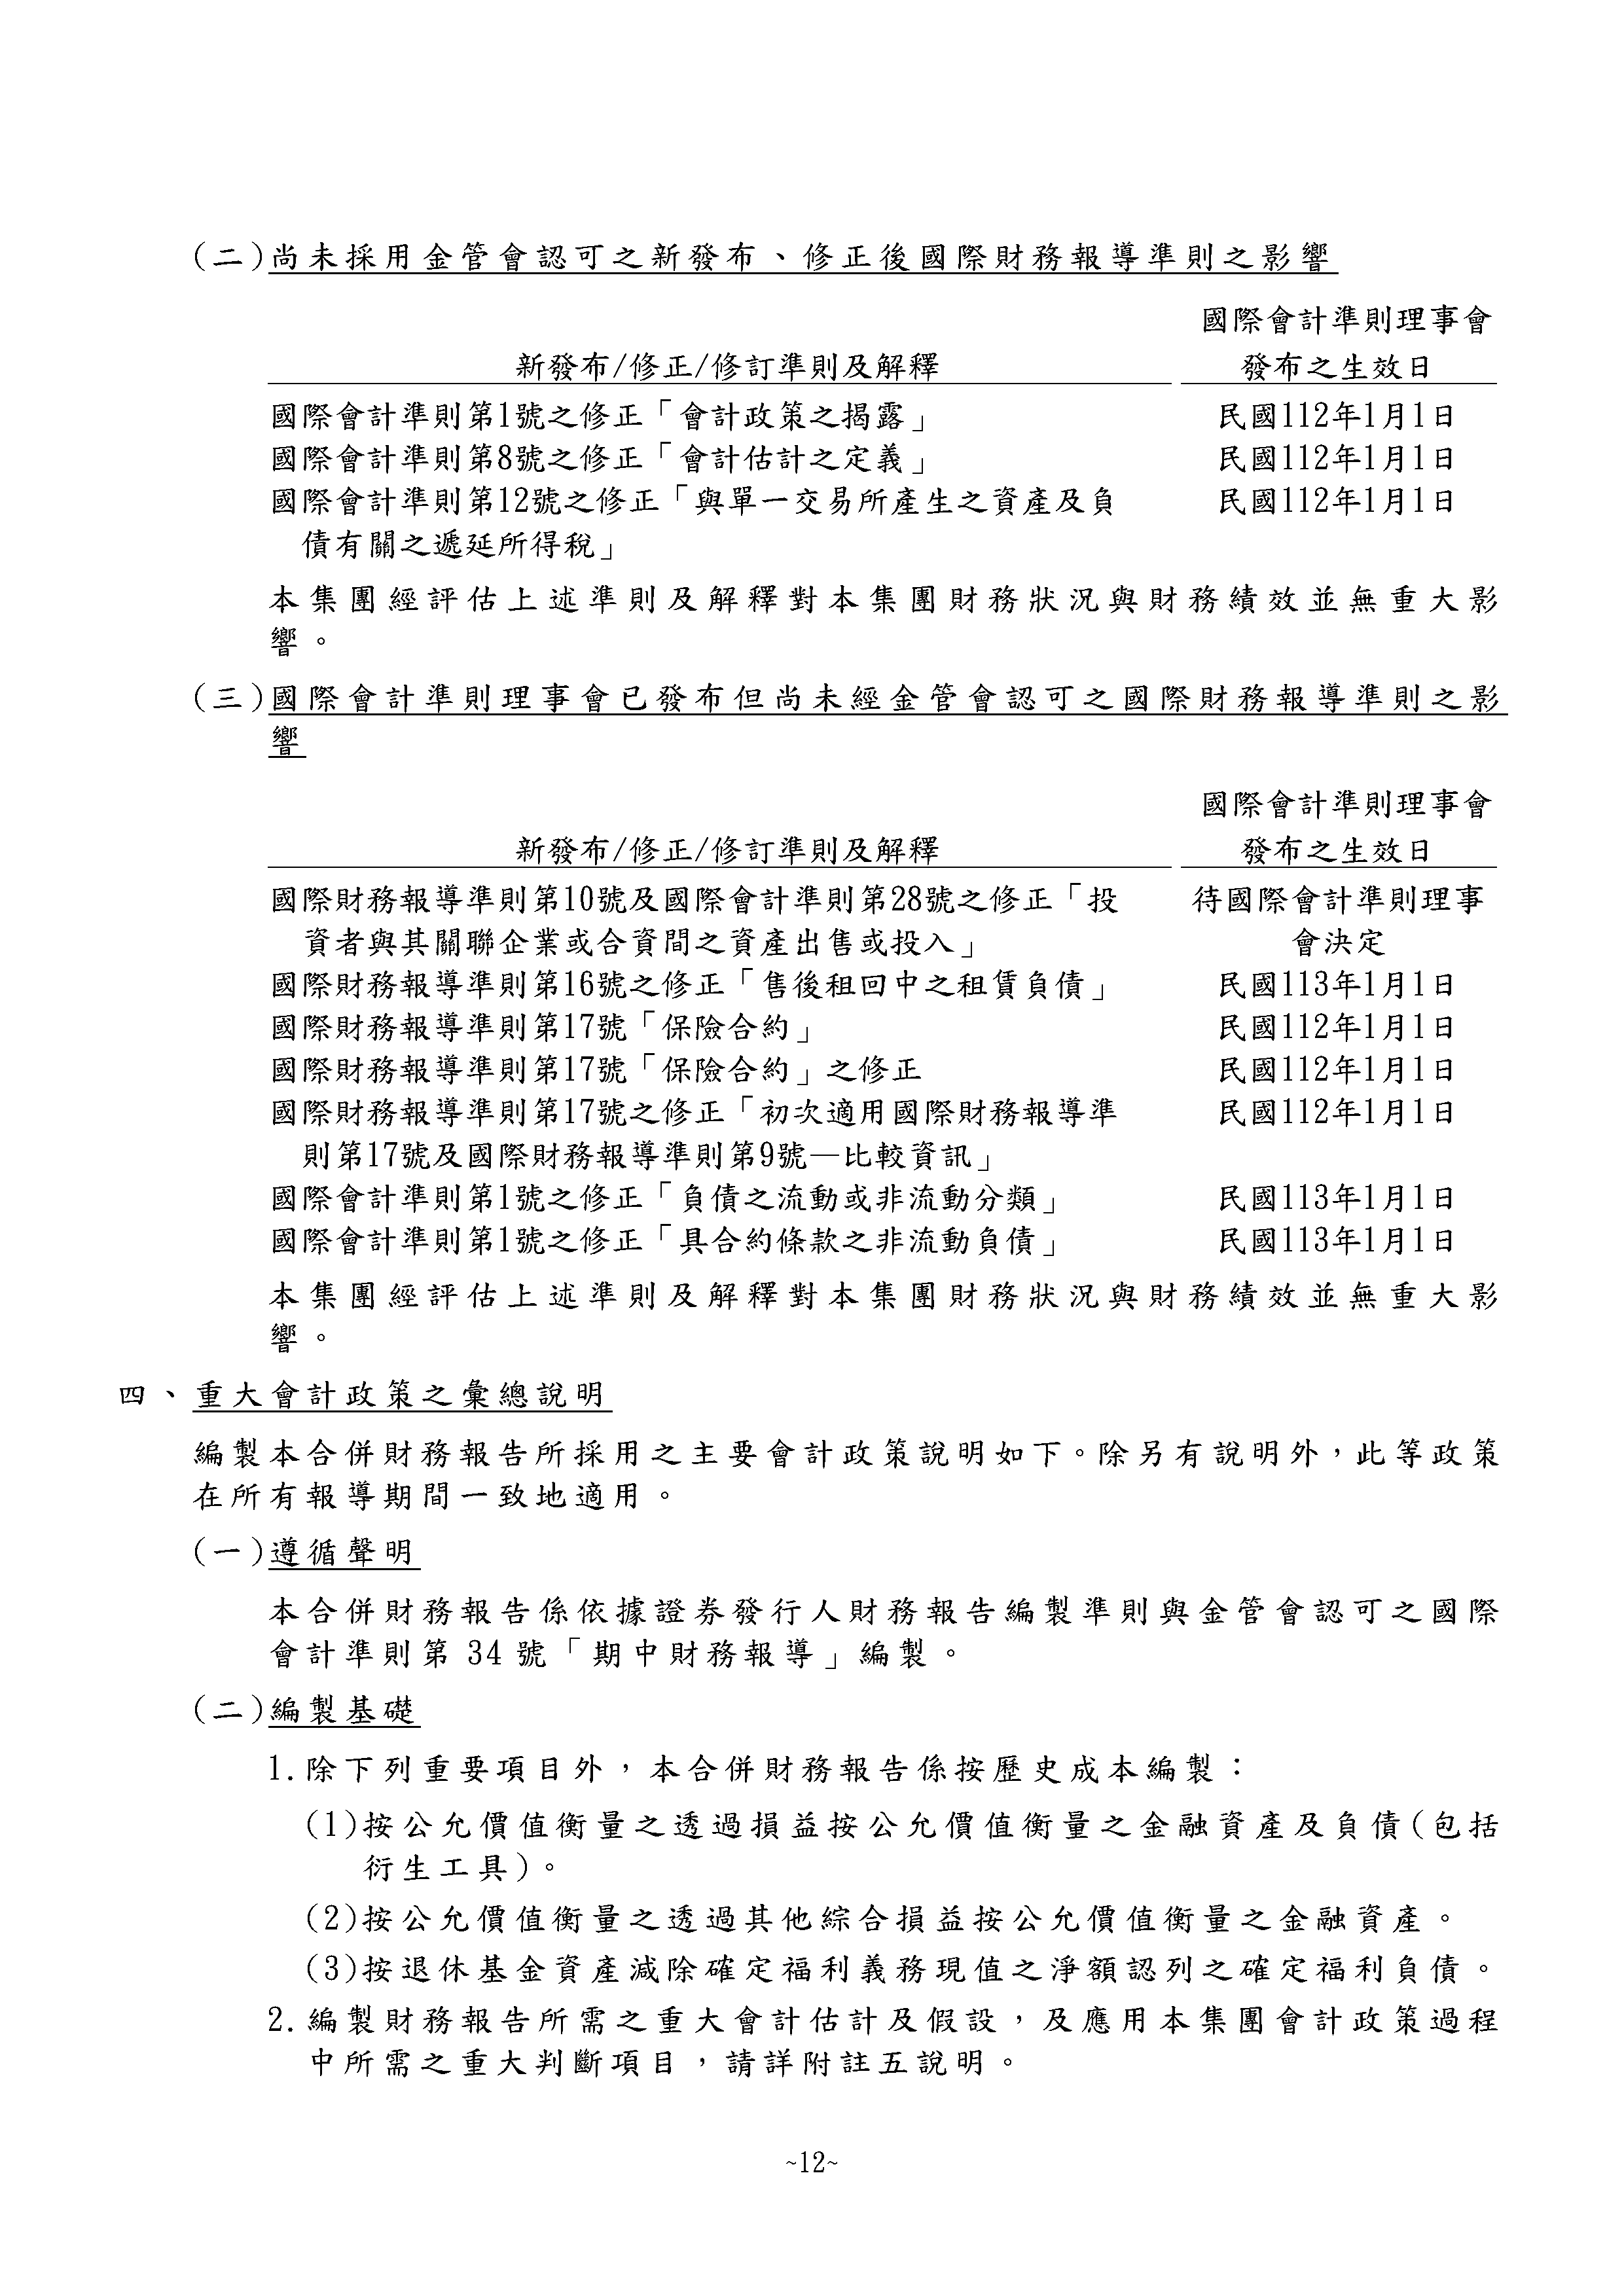 (二)尚未採用金管會認可之新發布、修正後國際財務報導準則之影響
國際會計準則理事會
新發布/修正/修訂準則及解釋 發布之生效日
國際會計準則第1號之修正「會計政策之揭露」 民國112年1月1日
國際會計準則第8號之修正「會計估計之定義」 民國112年1月1日
國際會計準則第12號之修正「與單一交易所產生之資產及負 民國112年1月1日
債有關之遞延所得稅」
本集團經評估上述準則及解釋對本集團財務狀況與財務績效並無重大影
響。
(三)國際會計準則理事會已發布但尚未經金管會認可之國際財務報導準則之影
響
國際會計準則理事會
新發布/修正/修訂準則及解釋 發布之生效日
國際財務報導準則第10號及國際會計準則第28號之修正「投 待國際會計準則理事
資者與其關聯企業或合資間之資產出售或投入」 會決定
國際財務報導準則第16號之修正「售後租回中之租賃負債」 民國113年1月1日
國際財務報導準則第17號「保險合約」 民國112年1月1日
國際財務報導準則第17號「保險合約」之修正 民國112年1月1日
國際財務報導準則第17號之修正「初次適用國際財務報導準 民國112年1月1日
則第17號及國際財務報導準則第9號—比較資訊」
國際會計準則第1號之修正「負債之流動或非流動分類」 民國113年1月1日
國際會計準則第1號之修正「具合約條款之非流動負債」 民國113年1月1日
本集團經評估上述準則及解釋對本集團財務狀況與財務績效並無重大影
響。
四、重大會計政策之彙總說明
編製本合併財務報告所採用之主要會計政策說明如下。除另有說明外，此等政策
在所有報導期間一致地適用。
(一)遵循聲明
本合併財務報告係依據證券發行人財務報告編製準則與金管會認可之國際
會計準則第 34 號「期中財務報導」編製。
(二)編製基礎
1.除下列重要項目外，本合併財務報告係按歷史成本編製：
(1)按公允價值衡量之透過損益按公允價值衡量之金融資產及負債(包括
衍生工具)。
(2)按公允價值衡量之透過其他綜合損益按公允價值衡量之金融資產。
(3)按退休基金資產減除確定福利義務現值之淨額認列之確定福利負債。
2.編製財務報告所需之重大會計估計及假設，及應用本集團會計政策過程
中所需之重大判斷項目，請詳附註五說明。
~12~